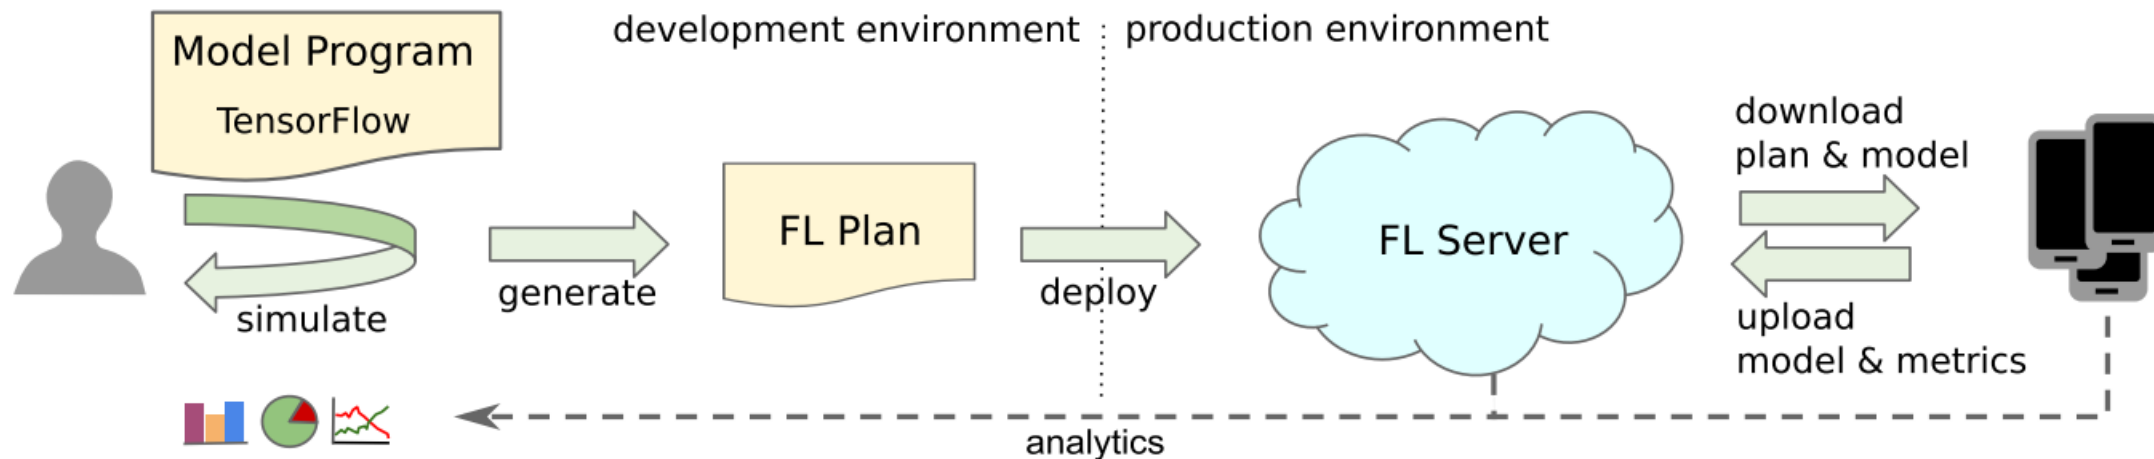 Model Program
TensorFlow
development environment
production environment
simulate
generate
FL Plan
deploy
FL Server
download
plan & model
upload
model & metrics
analytics